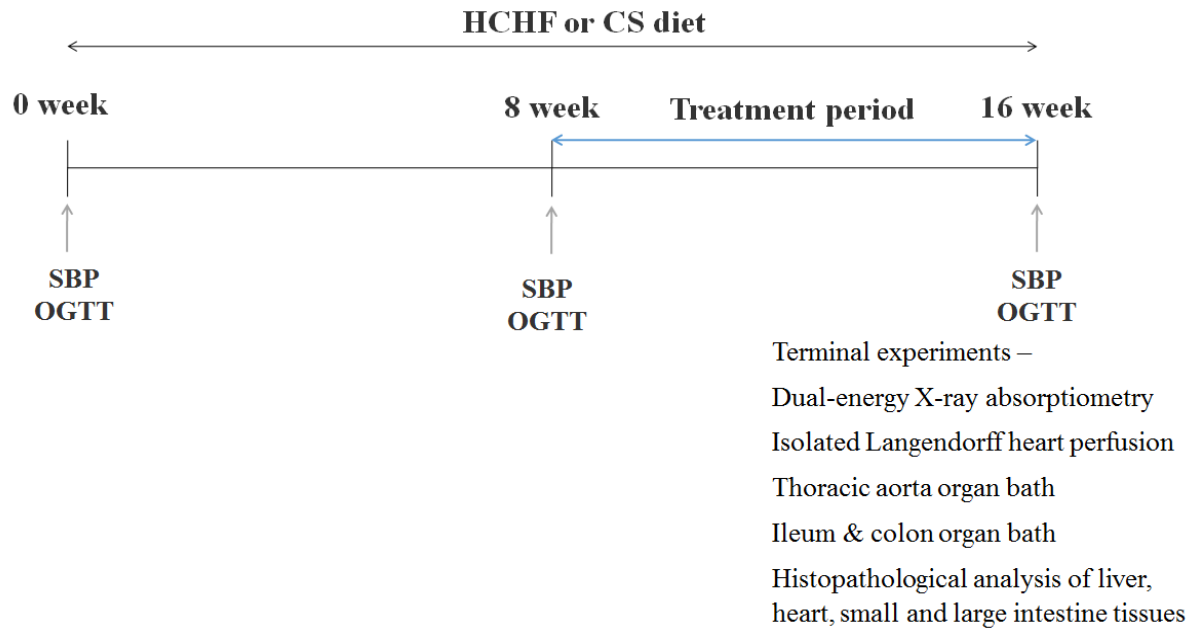 HCHF or CS diet
0 week
8 week
Treatment period
16 week
SBP
OGTT
SBP
OGTT
SBP
OGTT
Terminal experiments –
Dual-energy X-ray absorptiometry
Isolated Langendorff heart perfusion
Thoracic aorta organ bath
Ileum & colon organ bath
Histopathological analysis of liver,
heart, small and large intestine tissues